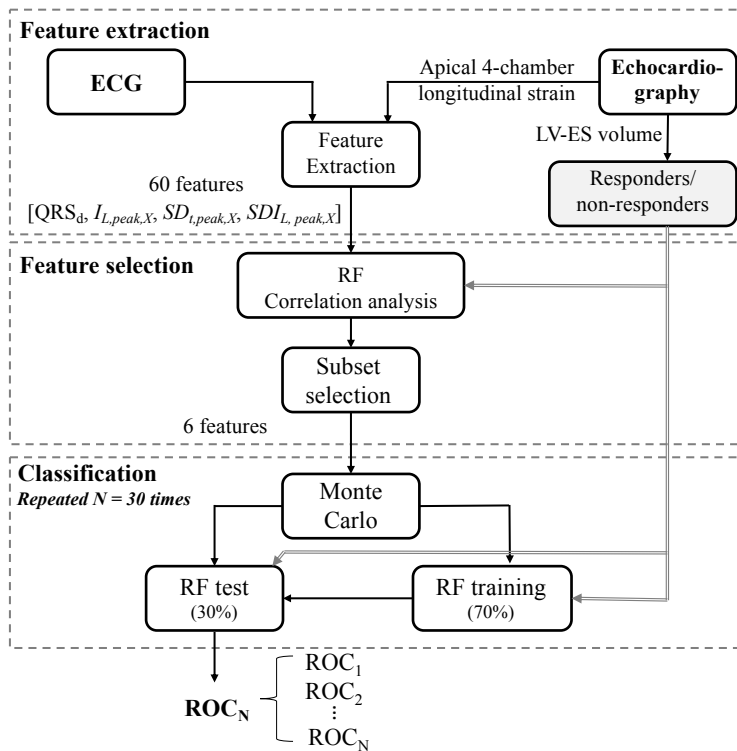 Feature extraction
ECG
Apical 4-chamber
longitudinal strain
Echocardio-
graphy
Feature
Extraction
LV-ES volume
Responders/
non-responders
60 features
[QRSd, IL,peak,X, SDt,peak,X, SDIL, peak,X]
Feature selection
RF
Correlation analysis
Subset
selection
6 features
Classification
Repeated N = 30 times
Monte
Carlo
RF test
(30%)
RF training
(70%)
ROCN
ROC1
ROC2
⋮
ROCN